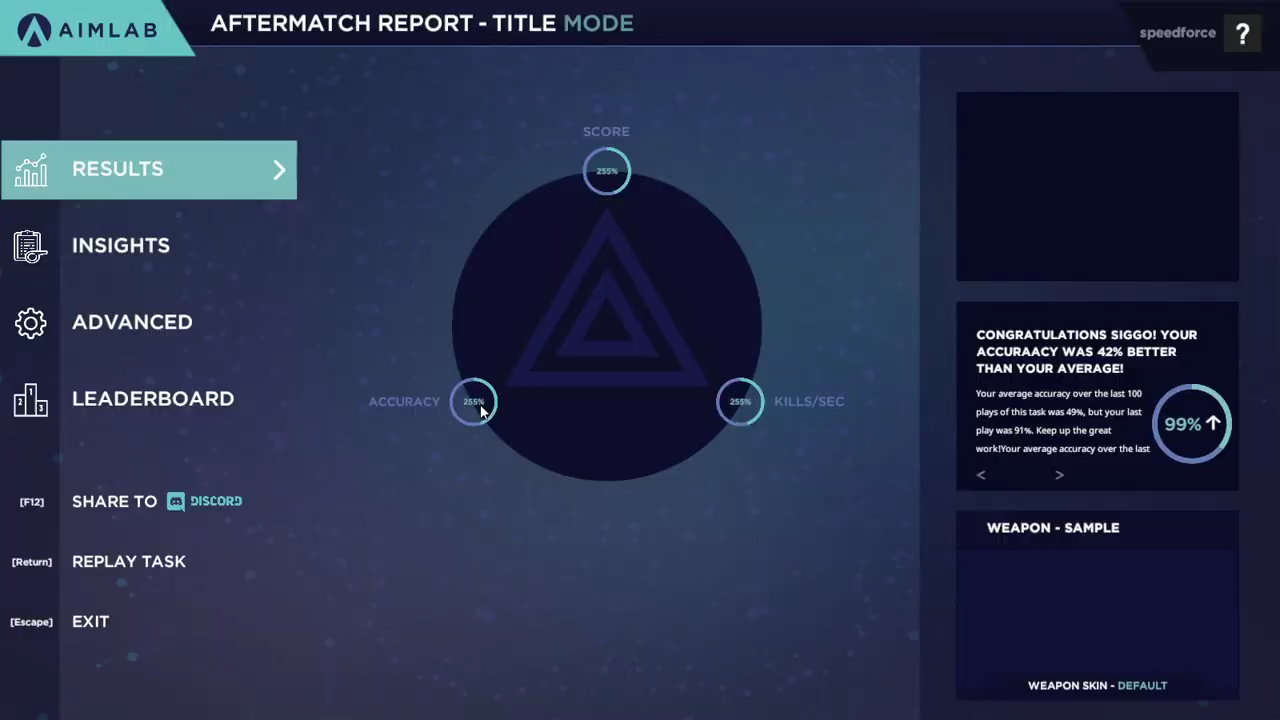 AIMLAB
AFTERMATCH REPORT - TITLE MODE
speedforce
?
RESULTS
INSIGHTS
ADVANCED
LEADERBOARD
[F12] SHARE TO DISCORD
[Return] REPLAY TASK
[Escape] EXIT
SCORE
255%
ACCURACY
255%
255%
KILLS/SEC
CONGRATULATIONS SIGGO! YOUR
ACCURAACY WAS 42% BETTER
THAN YOUR AVERAGE!
Your average accuracy over the last 100
plays of this task was 49%, but your last
play was 91%. Keep up the great
work!Your average accuracy over the last
99%
< >
WEAPON - SAMPLE
WEAPON SKIN - DEFAULT